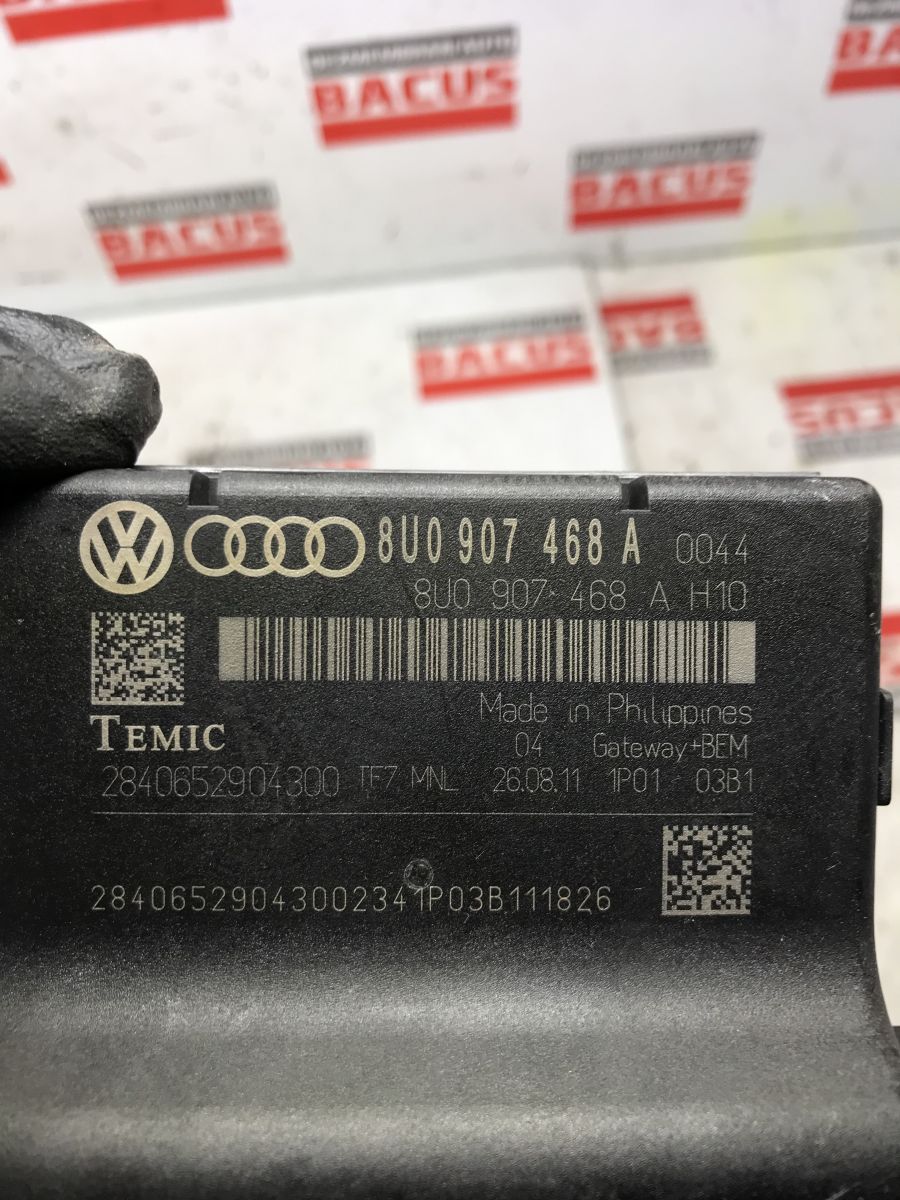 BACUS
BACUS
BACUS
BACUS
BACUS
BACUS
8U0 907 468 A 0044
8U0 907 468 A H10
TEMIC
Made in Philippines
04 Gateway+BEM
2840652904300 TF7 MNL 26.08.11 1P01 03B1
28406529043002341P03B111826